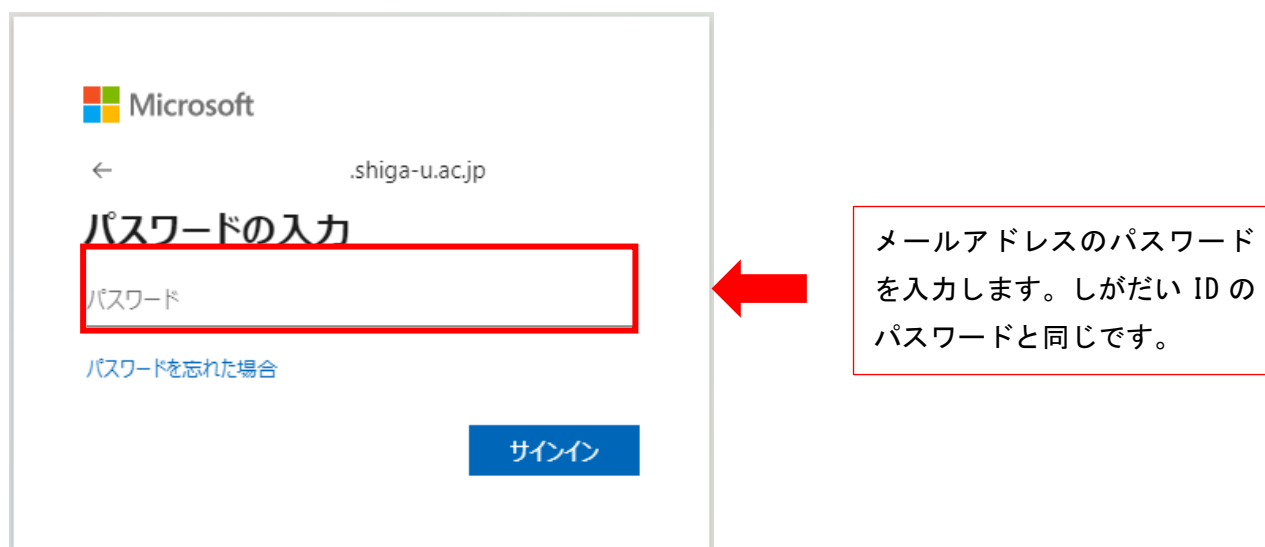 Microsoft
← .shiga-u.ac.jp
パスワードの入力
パスワード
パスワードを忘れた場合
サインイン
メールアドレスのパスワード
を入力します。しがだい ID の
パスワードと同じです。